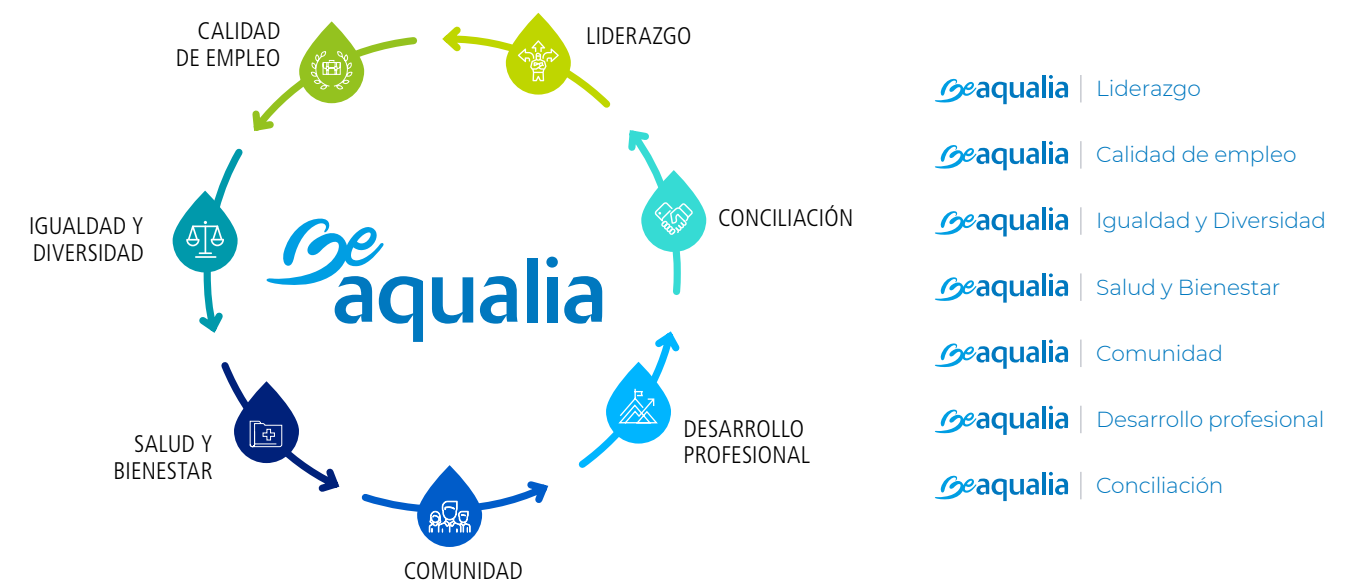 CALIDAD
DE EMPLEO
LIDERAZGO
IGUALDAD Y
DIVERSIDAD
CONCILIACIÓN
Be
aqualia
SALUD Y
BIENESTAR
DESARROLLO
PROFESIONAL
COMUNIDAD
Beaqualia | Liderazgo
Beaqualia | Calidad de empleo
Beaqualia | Igualdad y Diversidad
Beaqualia | Salud y Bienestar
Beaqualia | Comunidad
Beaqualia | Desarrollo profesional
Beaqualia | Conciliación